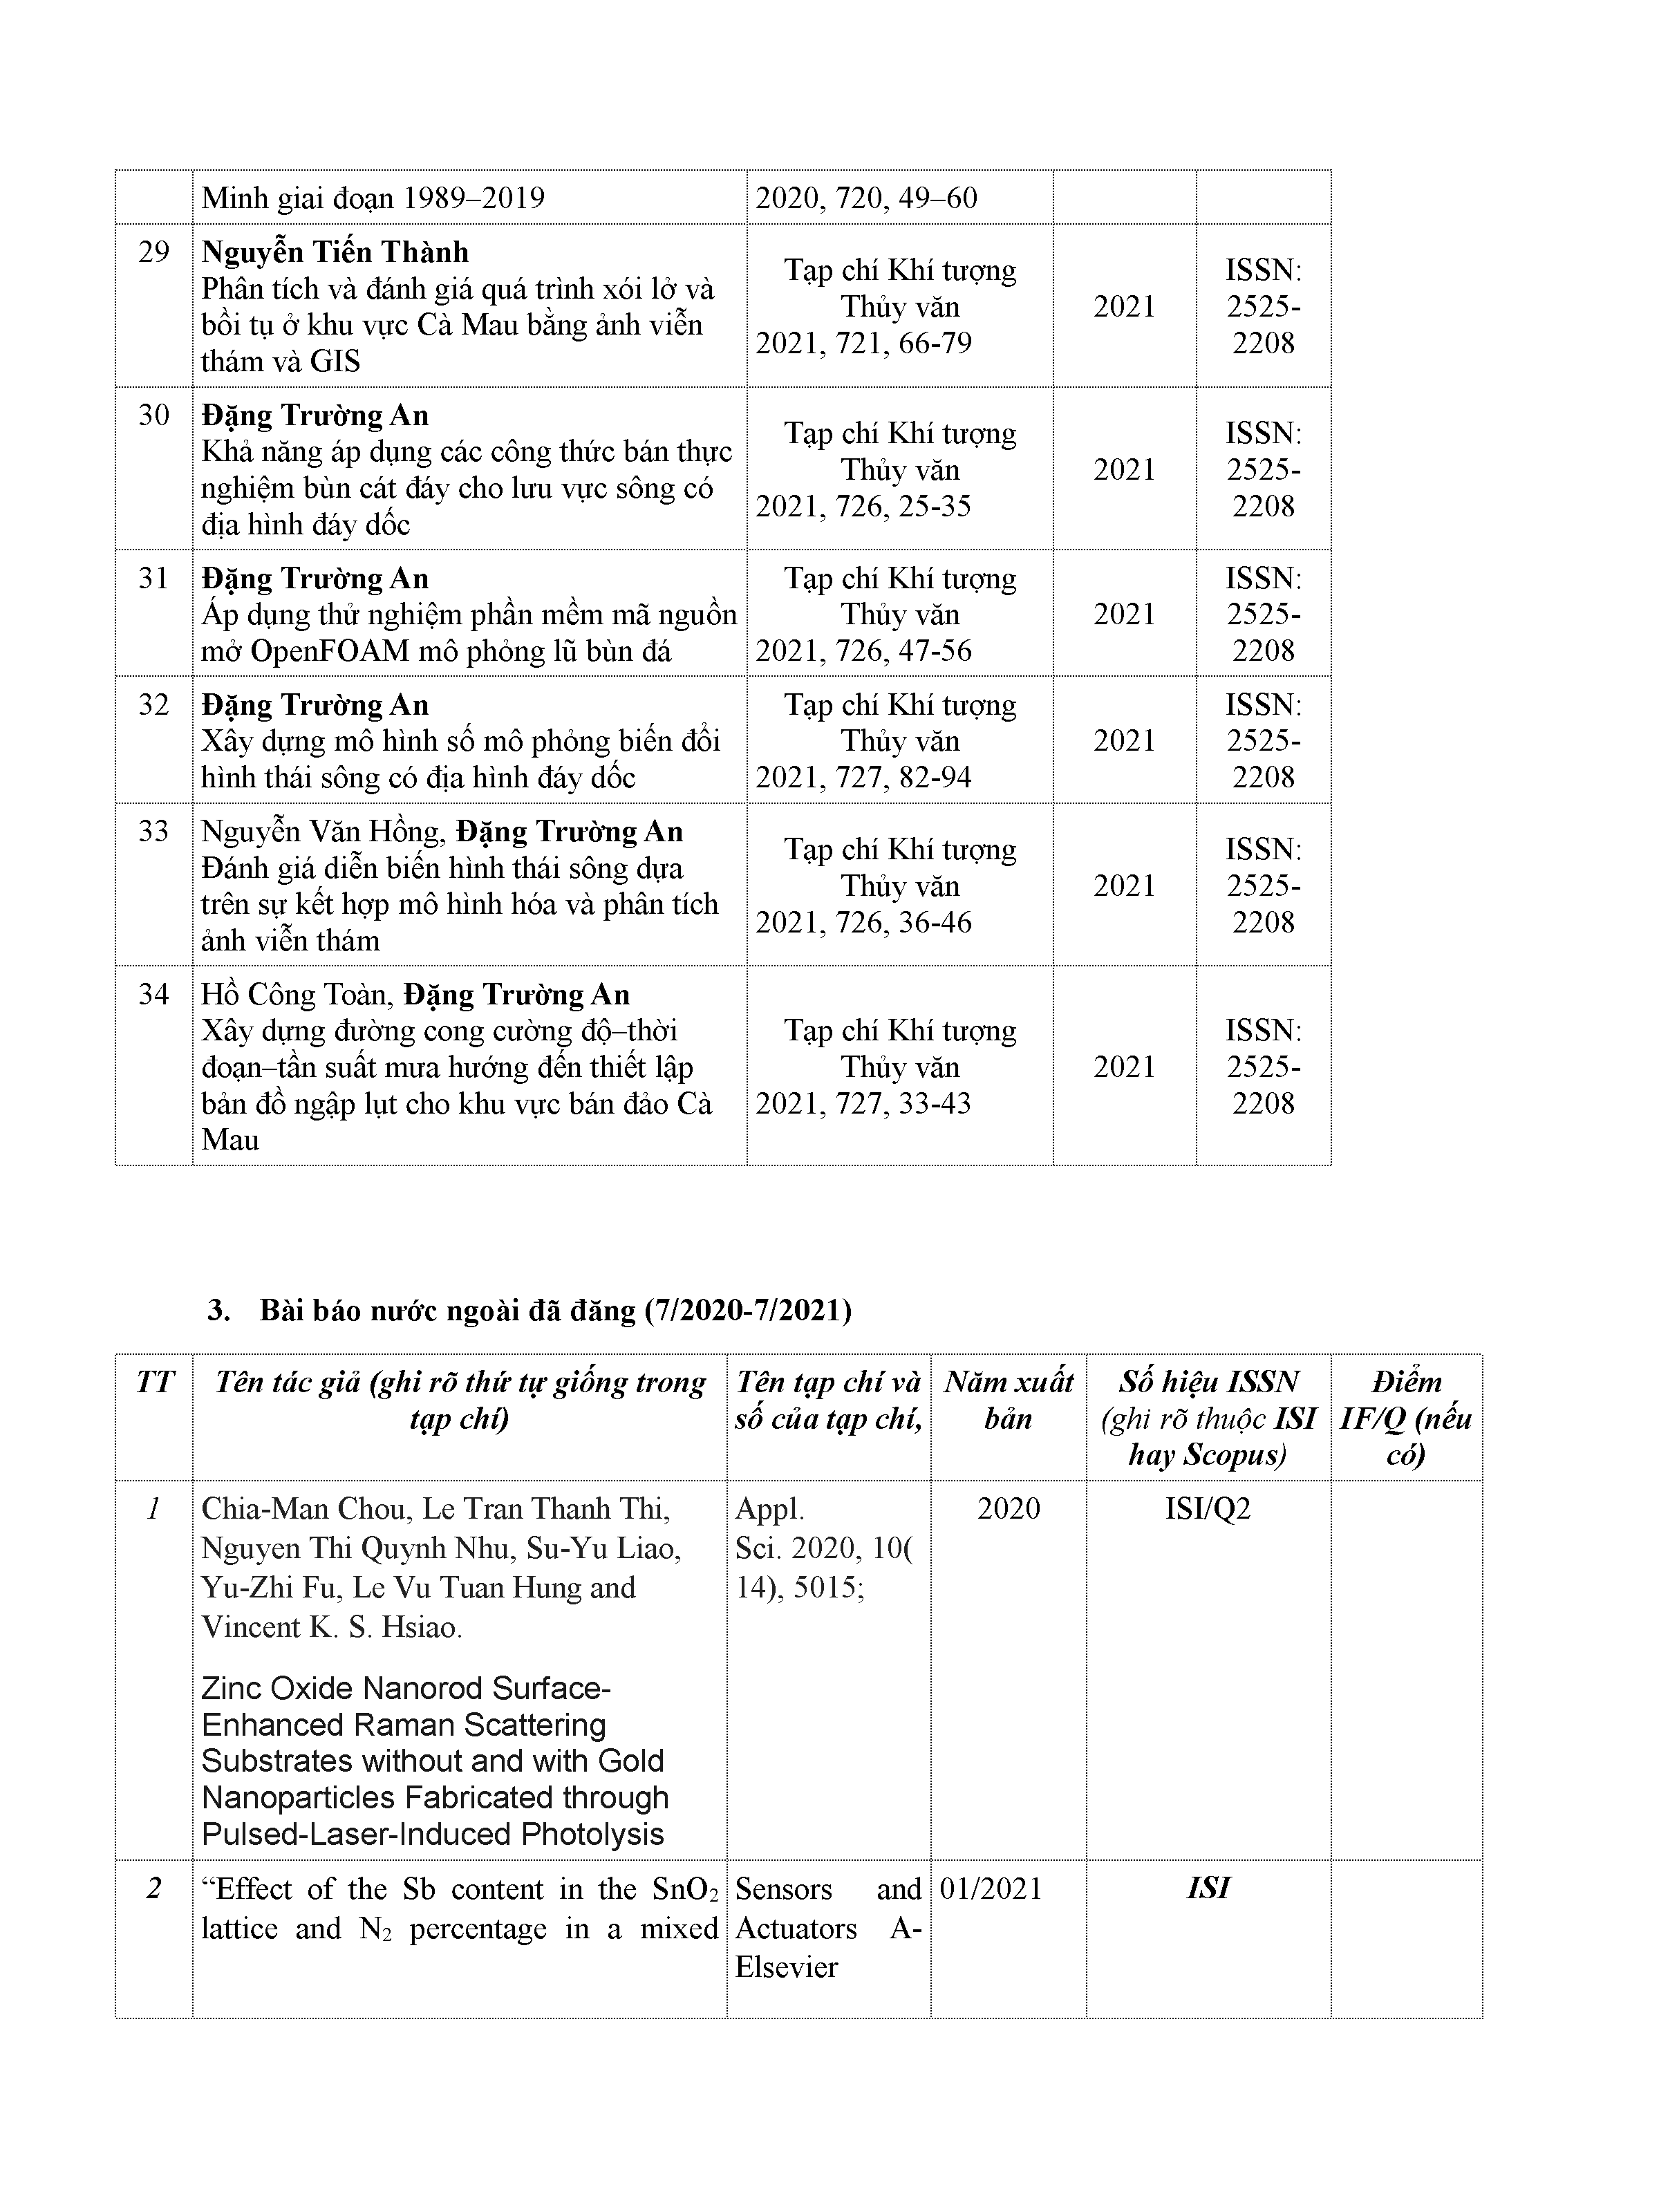 Minh giai đoạn 1989–2019
2020, 720, 49–60
29
Nguyễn Tiến Thành
Phân tích và đánh giá quá trình xói lở và
bồi tụ ở khu vực Cà Mau bằng ảnh viễn
thám và GIS
Tạp chí Khí tượng
Thủy văn
2021, 721, 66-79
2021
ISSN:
2525-
2208
30
Đặng Trường An
Khả năng áp dụng các công thức bán thực
nghiệm bùn cát đáy cho lưu vực sông có
địa hình đáy dốc
Tạp chí Khí tượng
Thủy văn
2021, 726, 25-35
2021
ISSN:
2525-
2208
31
Đặng Trường An
Áp dụng thử nghiệm phần mềm mã nguồn
mở OpenFOAM mô phỏng lũ bùn đá
Tạp chí Khí tượng
Thủy văn
2021, 726, 47-56
2021
ISSN:
2525-
2208
32
Đặng Trường An
Xây dựng mô hình số mô phỏng biến đổi
hình thái sông có địa hình đáy dốc
Tạp chí Khí tượng
Thủy văn
2021, 727, 82-94
2021
ISSN:
2525-
2208
33
Nguyễn Văn Hồng, Đặng Trường An
Đánh giá diễn biến hình thái sông dựa
trên sự kết hợp mô hình hóa và phân tích
ảnh viễn thám
Tạp chí Khí tượng
Thủy văn
2021, 726, 36-46
2021
ISSN:
2525-
2208
34
Hồ Công Toàn, Đặng Trường An
Xây dựng đường cong cường độ–thời
đoạn–tần suất mưa hướng đến thiết lập
bản đồ ngập lụt cho khu vực bán đảo Cà
Mau
Tạp chí Khí tượng
Thủy văn
2021, 727, 33-43
2021
ISSN:
2525-
2208
3. Bài báo nước ngoài đã đăng (7/2020-7/2021)
TT
Tên tác giả (ghi rõ thứ tự giống trong
tạp chí)
Tên tạp chí và
số của tạp chí,
Năm xuất
bản
Số hiệu ISSN
(ghi rõ thuộc ISI
hay Scopus)
Điểm
IF/Q (nếu
có)
1
Chia-Man Chou, Le Tran Thanh Thi,
Nguyen Thi Quynh Nhu, Su-Yu Liao,
Yu-Zhi Fu, Le Vu Tuan Hung and
Vincent K. S. Hsiao.
Zinc Oxide Nanorod Surface-
Enhanced Raman Scattering
Substrates without and with Gold
Nanoparticles Fabricated through
Pulsed-Laser-Induced Photolysis
Appl.
Sci. 2020, 10(
14), 5015;
2020
ISI/Q2
2
“Effect of the Sb content in the SnO₂
lattice and N₂ percentage in a mixed
Sensors and
Actuators A-
Elsevier
01/2021
ISI